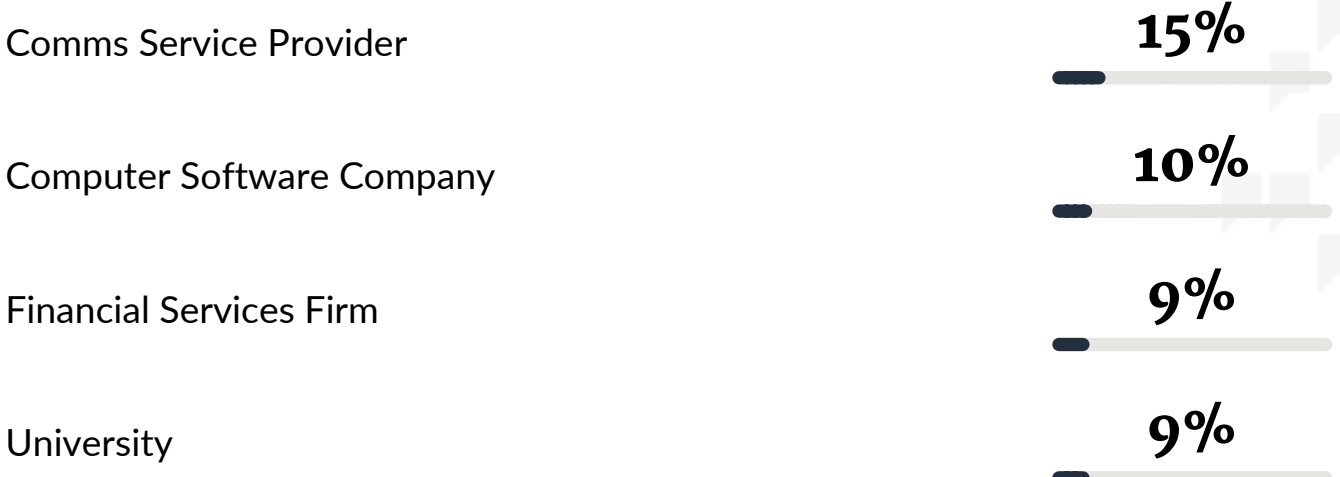 Comms Service Provider 15%
Computer Software Company 10%
Financial Services Firm 9%
University 9%